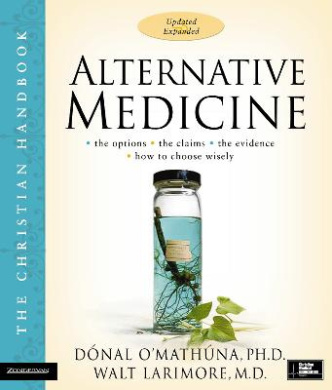 Updated
Expanded
ALTERNATIVE
MEDICINE
• the options • the claims • the evidence
• how to choose wisely
THE CHRISTIAN HANDBOOK
ZONDERVAN
DÓNAL O'MATHÚNA, PH.D.
WALT LARIMORE, M.D.